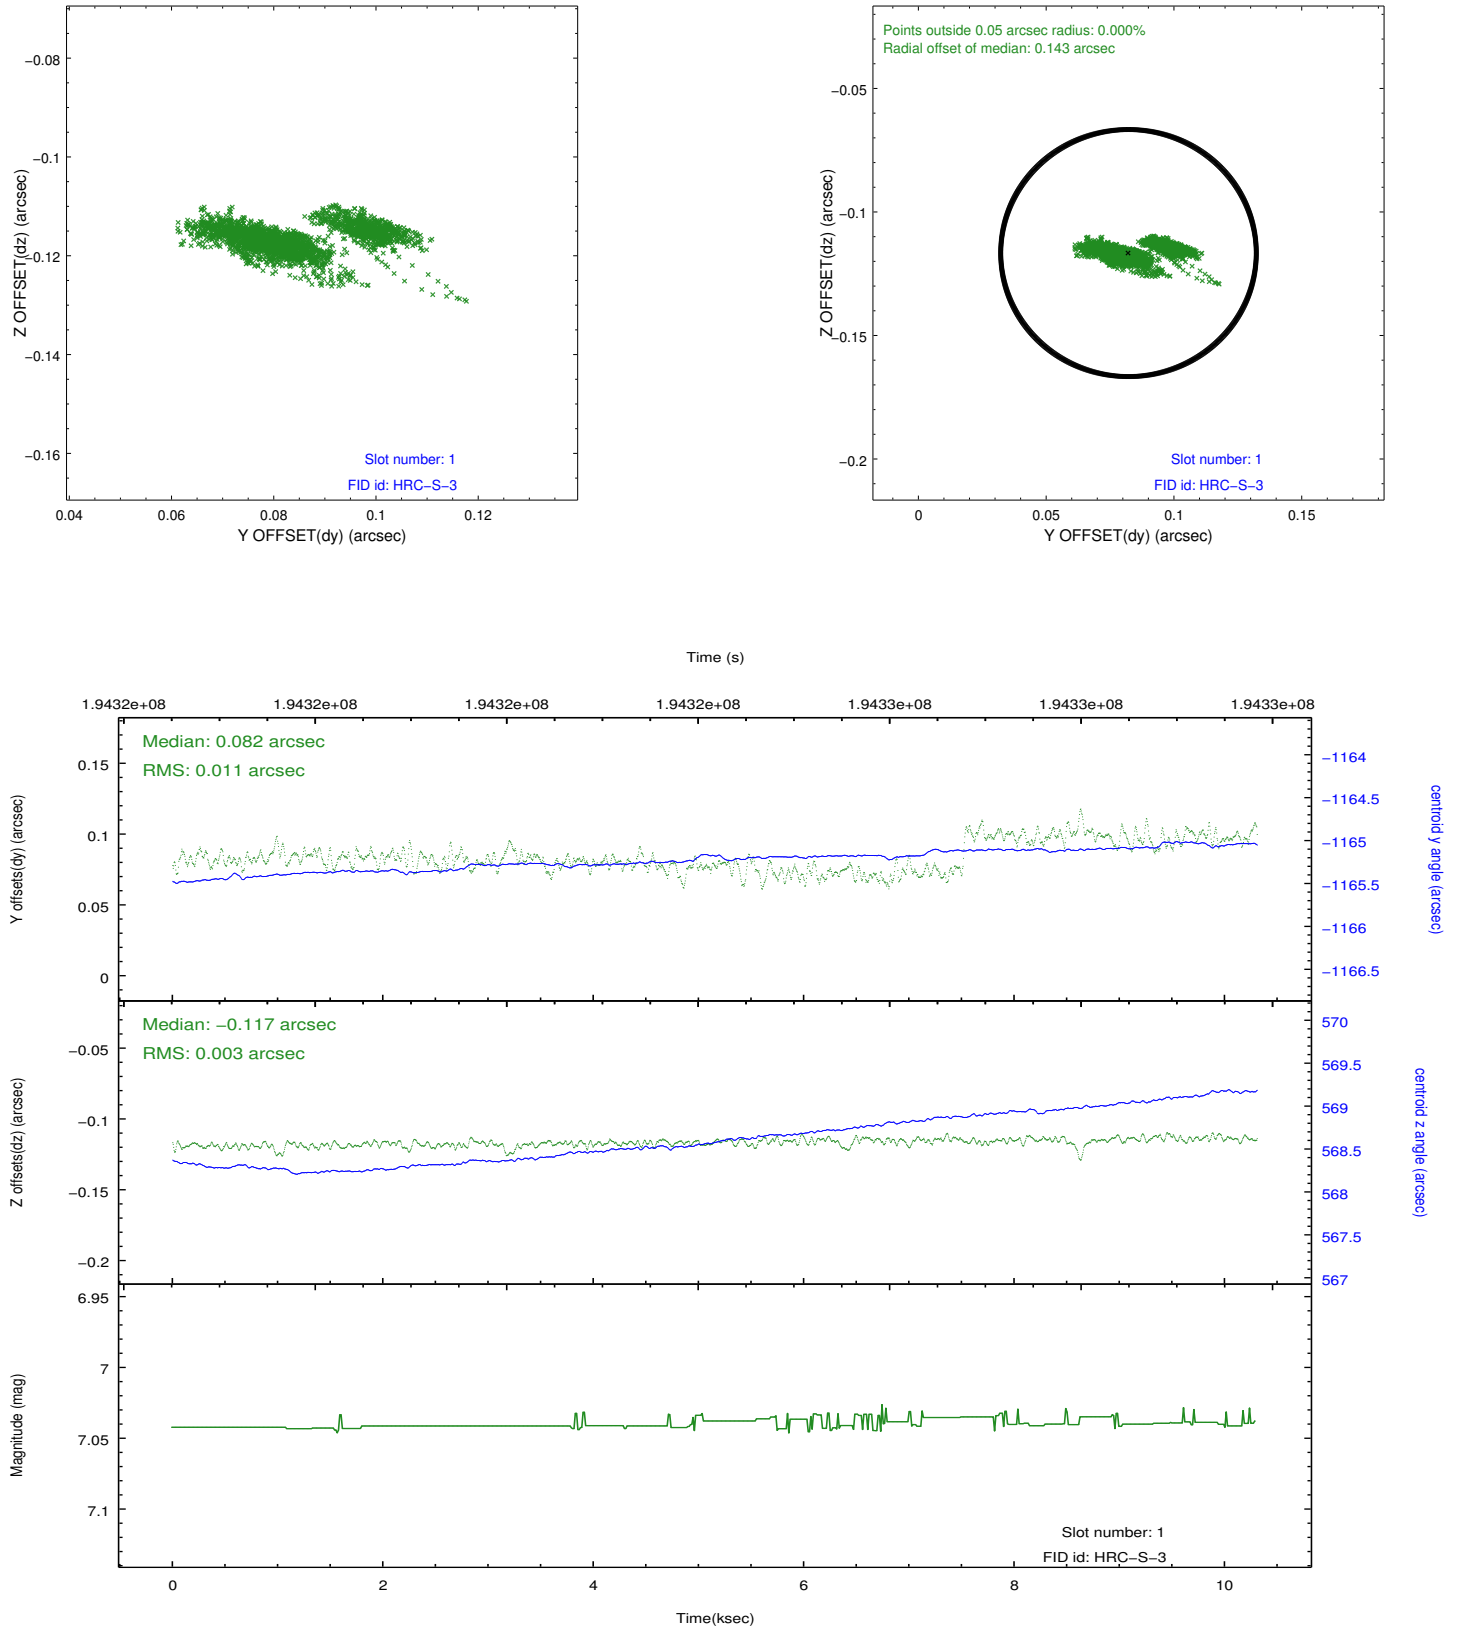 −0.08
−0.1
−0.12
−0.14
−0.16
Z OFFSET(dz) (arcsec)
Slot number: 1
FID id: HRC−S−3
0.04 0.06 0.08 0.1 0.12
Y OFFSET(dy) (arcsec)
Points outside 0.05 arcsec radius: 0.000%
Radial offset of median: 0.143 arcsec
−0.05
−0.1
−0.15
−0.2
Z OFFSET(dz) (arcsec)
Slot number: 1
FID id: HRC−S−3
0 0.05 0.1 0.15
Y OFFSET(dy) (arcsec)
Time (s)
1.9432e+08 1.9432e+08 1.9432e+08 1.9432e+08 1.9433e+08 1.9433e+08 1.9433e+08
Median: 0.082 arcsec
RMS: 0.011 arcsec
0.15
0.1
0.05
0
Y offsets(dy) (arcsec)
−1164
−1164.5
−1165
−1165.5
−1166
−1166.5
centroid y angle (arcsec)
Median: −0.117 arcsec
RMS: 0.003 arcsec
−0.05
−0.1
−0.15
−0.2
Z offsets(dz) (arcsec)
570
569.5
569
568.5
568
567.5
567
centroid z angle (arcsec)
6.95
7
7.05
7.1
Magnitude (mag)
Slot number: 1
FID id: HRC−S−3
0 2 4 6 8 10
Time(ksec)